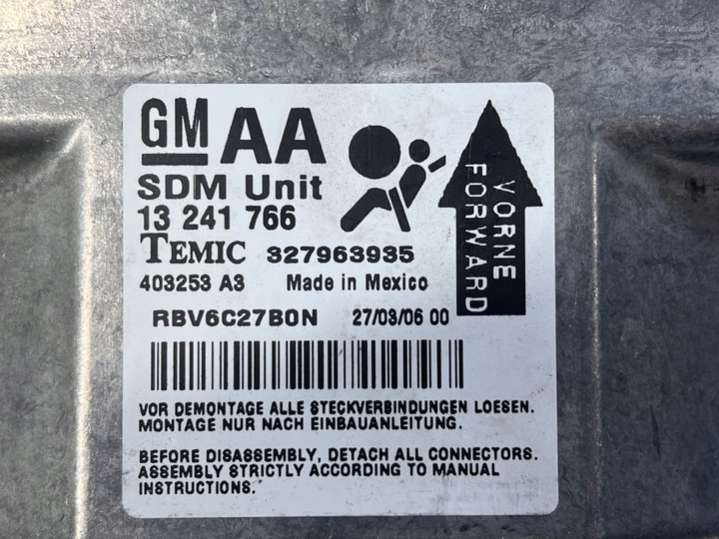 GM AA
SDM Unit
13 241 766
TEMIC 327963935
403253 A3 Made in Mexico
RBV6C27B0N 27/03/06 00
VORNE
FORWARD
VOR DEMONTAGE ALLE STECKVERBINDUNGEN LOESEN.
MONTAGE NUR NACH EINBAUANLEITUNG.
BEFORE DISASSEMBLY, DETACH ALL CONNECTORS.
ASSEMBLY STRICTLY ACCORDING TO MANUAL
INSTRUCTIONS.